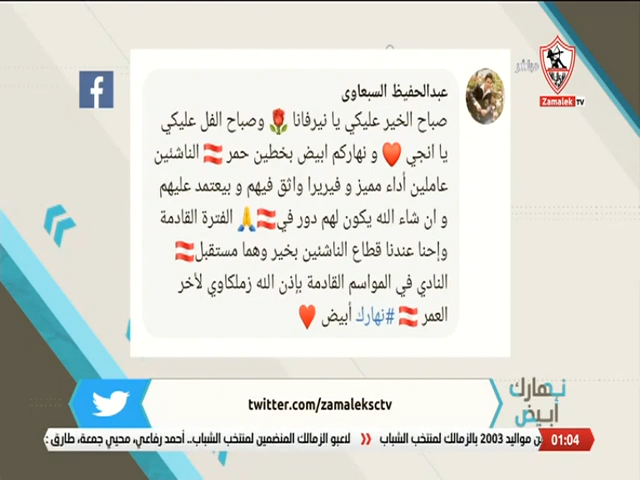 مباشر
Zamalek TV
عبدالحفيظ السبعاوى
صباح الخير عليكي يا نيرفانا 🌹 وصباح الفل عليكي
يا انجي ❤️ و نهاركم ابيض بخطين حمر 🇦🇹 الناشئين
عاملين أداء مميز و فيريرا واثق فيهم و بيعتمد عليهم
و ان شاء الله يكون لهم دور في🇦🇹🙏 الفترة القادمة
وإحنا عندنا قطاع الناشئين بخير وهما مستقبل🇦🇹
النادي في المواسم القادمة بإذن الله زملكاوي لأخر
العمر 🇦🇹 #نهارك أبيض ❤️
twitter.com/zamaleksctv
نهارك
أبيض
ن مواليد 2003 بالزمالك لمنتخب الشباب » لاعبو الزمالك المنضمين لمنتخب الشباب.. أحمد رفاعي، محيي جمعة، طارق :
01:04